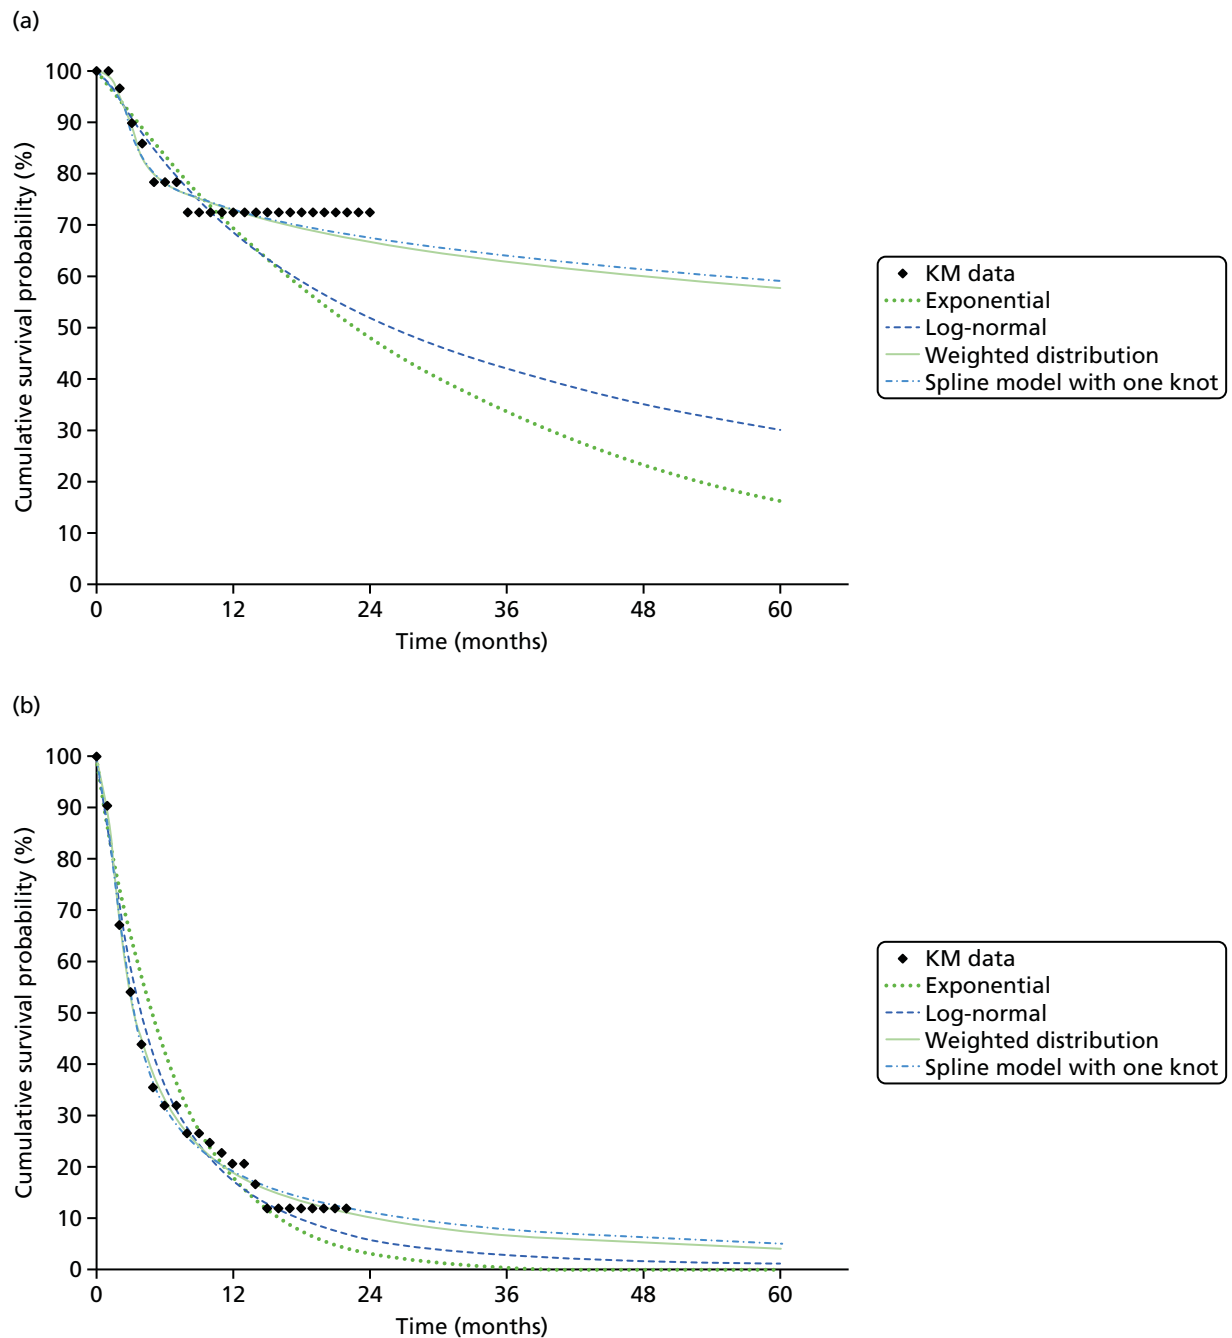 (a)
100
90
80
70
60
50
40
30
20
10
0
Cumulative survival probability (%)
0 12 24 36 48 60
Time (months)
KM data
Exponential
Log-normal
Weighted distribution
Spline model with one knot
(b)
100
90
80
70
60
50
40
30
20
10
0
Cumulative survival probability (%)
0 12 24 36 48 60
Time (months)
KM data
Exponential
Log-normal
Weighted distribution
Spline model with one knot